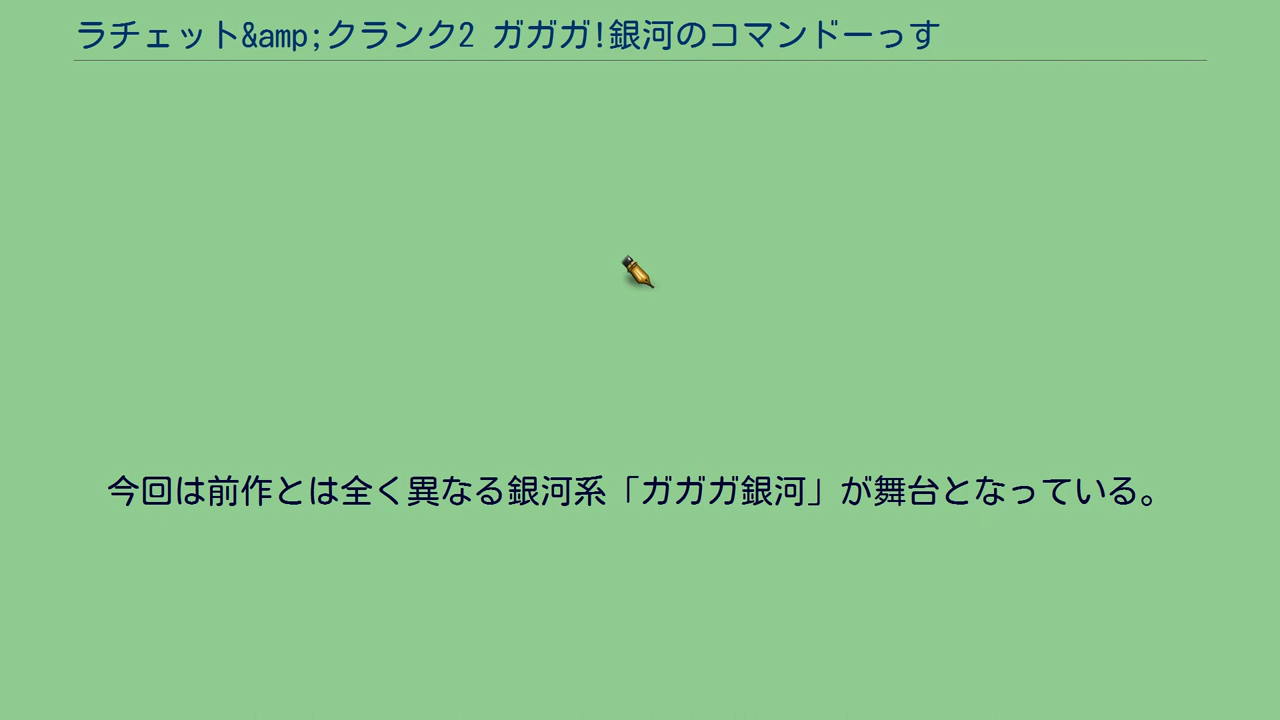 ラチェット&amp;クランク2 ガガガ!銀河のコマンドーっす
今回は前作とは全く異なる銀河系「ガガガ銀河」が舞台となっている。